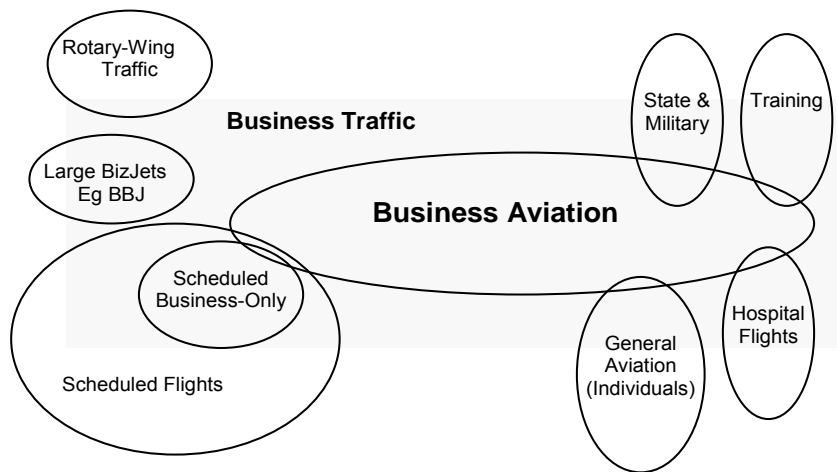 Rotary-Wing
Traffic
Business Traffic
State &
Military
Training
Large BizJets
Eg BBJ
Business Aviation
Scheduled
Business-Only
Scheduled Flights
General
Aviation
(Individuals)
Hospital
Flights